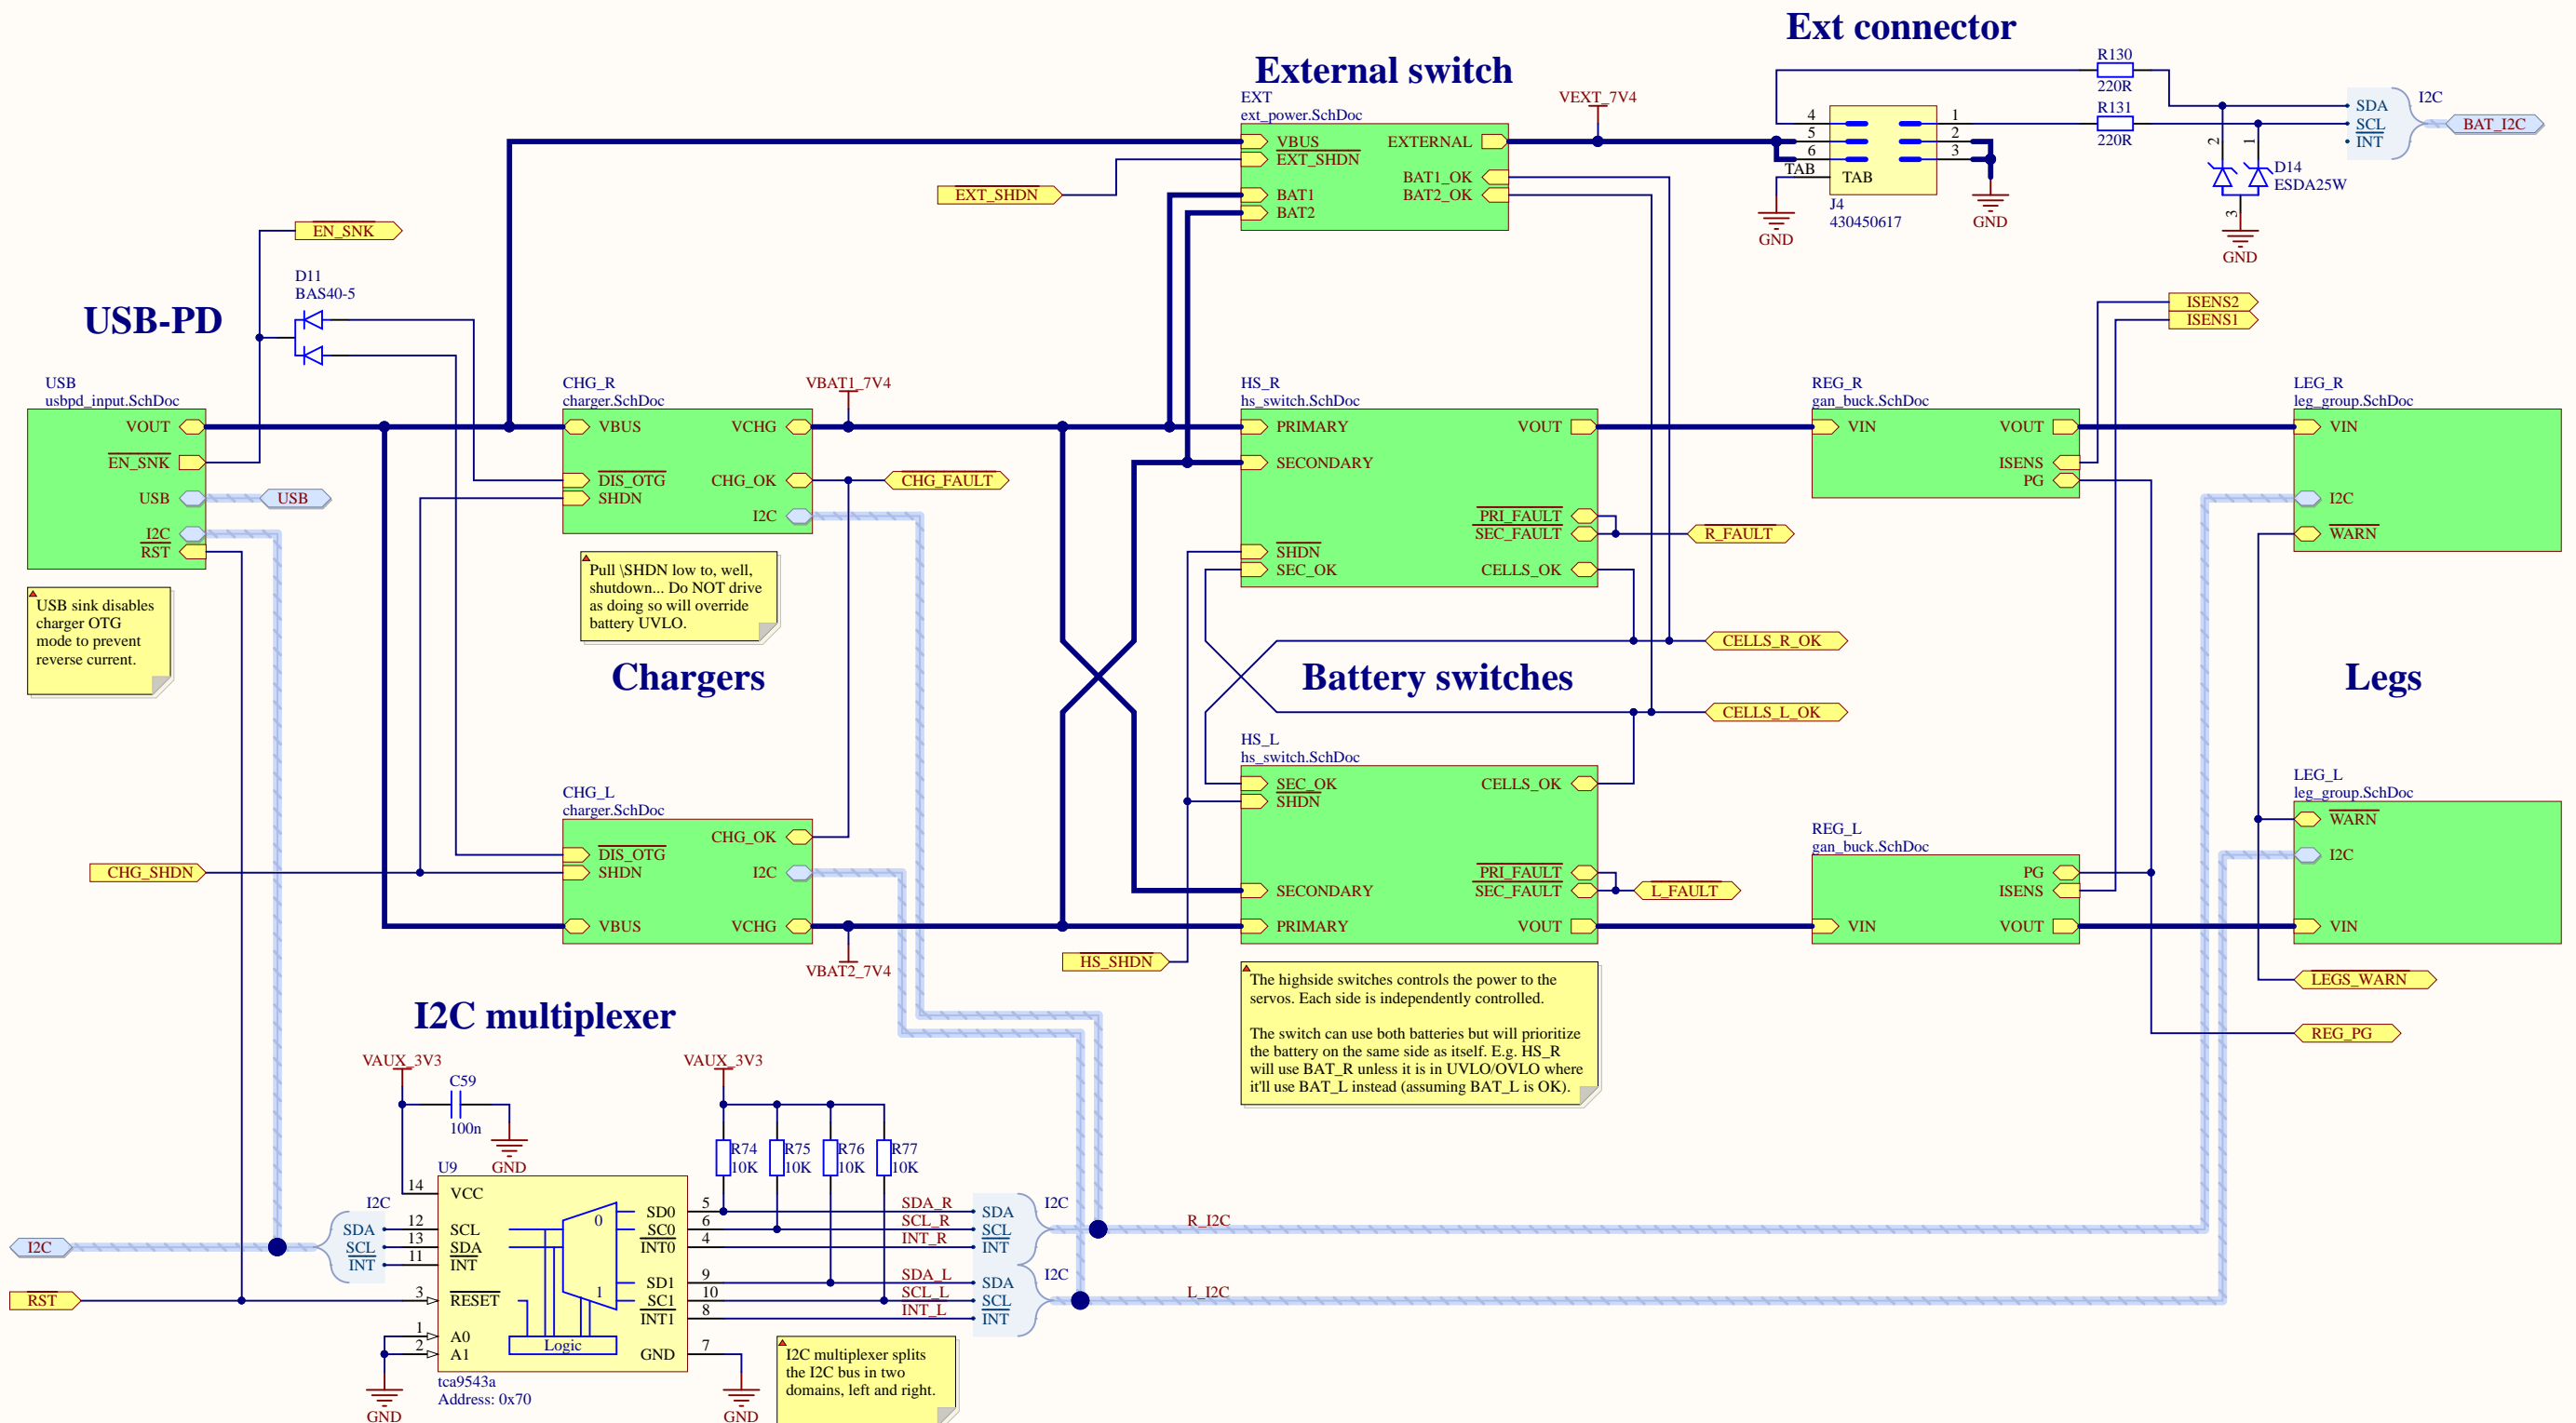 Ext connector
External switch
EXT
ext_power.SchDoc
VBUS
EXT_SHDN
BAT1
BAT2
EXTERNAL
BAT1_OK
BAT2_OK
EXT_SHDN
VEXT_7V4
4
5
6
TAB
TAB
1
2
3
J4
430450617
GND
GND
R130
220R
R131
220R
2
1
3
D14
ESDA25W
GND
SDA
SCL
INT
I2C
BAT_I2C
EN_SNK
D11
BAS40-5
USB-PD
USB
usbpd_input.SchDoc
VOUT
EN_SNK
USB
I2C
RST
USB
USB sink disables
charger OTG
mode to prevent
reverse current.
CHG_R
charger.SchDoc
VBUS
DIS_OTG
SHDN
VCHG
CHG_OK
I2C
VBAT1_7V4
CHG_FAULT
Pull \SHDN low to, well,
shutdown... Do NOT drive
as doing so will override
battery UVLO.
Chargers
CHG_L
charger.SchDoc
CHG_OK
DIS_OTG
SHDN
I2C
VBUS
VCHG
CHG_SHDN
VBAT2_7V4
HS_R
hs_switch.SchDoc
PRIMARY
SECONDARY
SHDN
SEC_OK
VOUT
PRI_FAULT
SEC_FAULT
CELLS_OK
R_FAULT
CELLS_R_OK
Battery switches
CELLS_L_OK
HS_L
hs_switch.SchDoc
SEC_OK
SHDN
SECONDARY
PRIMARY
CELLS_OK
PRI_FAULT
SEC_FAULT
VOUT
L_FAULT
HS_SHDN
The highside switches controls the power to the
servos. Each side is independently controlled.
The switch can use both batteries but will prioritize
the battery on the same side as itself. E.g. HS_R
will use BAT_R unless it is in UVLO/OVLO where
it'll use BAT_L instead (assuming BAT_L is OK).
ISENS2
ISENS1
REG_R
gan_buck.SchDoc
VIN
VOUT
ISENS
PG
REG_L
gan_buck.SchDoc
PG
ISENS
VIN
VOUT
LEG_R
leg_group.SchDoc
VIN
I2C
WARN
Legs
LEG_L
leg_group.SchDoc
WARN
I2C
VIN
LEGS_WARN
REG_PG
I2C multiplexer
VAUX_3V3
C59
100n
GND
VAUX_3V3
R74
10K
R75
10K
R76
10K
R77
10K
U9
14
VCC
12
SCL
13
SDA
11
INT
3
RESET
1
A0
2
A1
0
1
Logic
SD0
5
SC0
6
INT0
4
SD1
9
SC1
10
INT1
8
GND
7
tca9543a
Address: 0x70
GND
GND
I2C
I2C
SDA
SCL
INT
RST
SDA_R
SCL_R
INT_R
SDA_L
SCL_L
INT_L
SDA
SCL
INT
I2C
SDA
SCL
INT
I2C
R_I2C
L_I2C
I2C multiplexer splits
the I2C bus in two
domains, left and right.